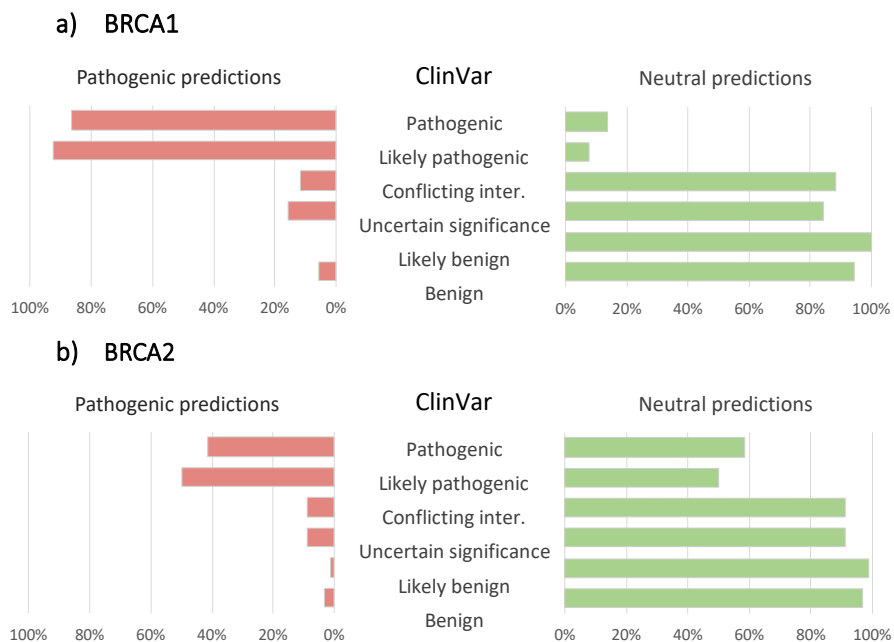 a) BRCA1
Pathogenic predictions ClinVar Neutral predictions
Pathogenic
Likely pathogenic
Conflicting inter.
Uncertain significance
Likely benign
Benign
100% 80% 60% 40% 20% 0% 0% 20% 40% 60% 80% 100%
b) BRCA2
Pathogenic predictions ClinVar Neutral predictions
Pathogenic
Likely pathogenic
Conflicting inter.
Uncertain significance
Likely benign
Benign
100% 80% 60% 40% 20% 0% 0% 20% 40% 60% 80% 100%